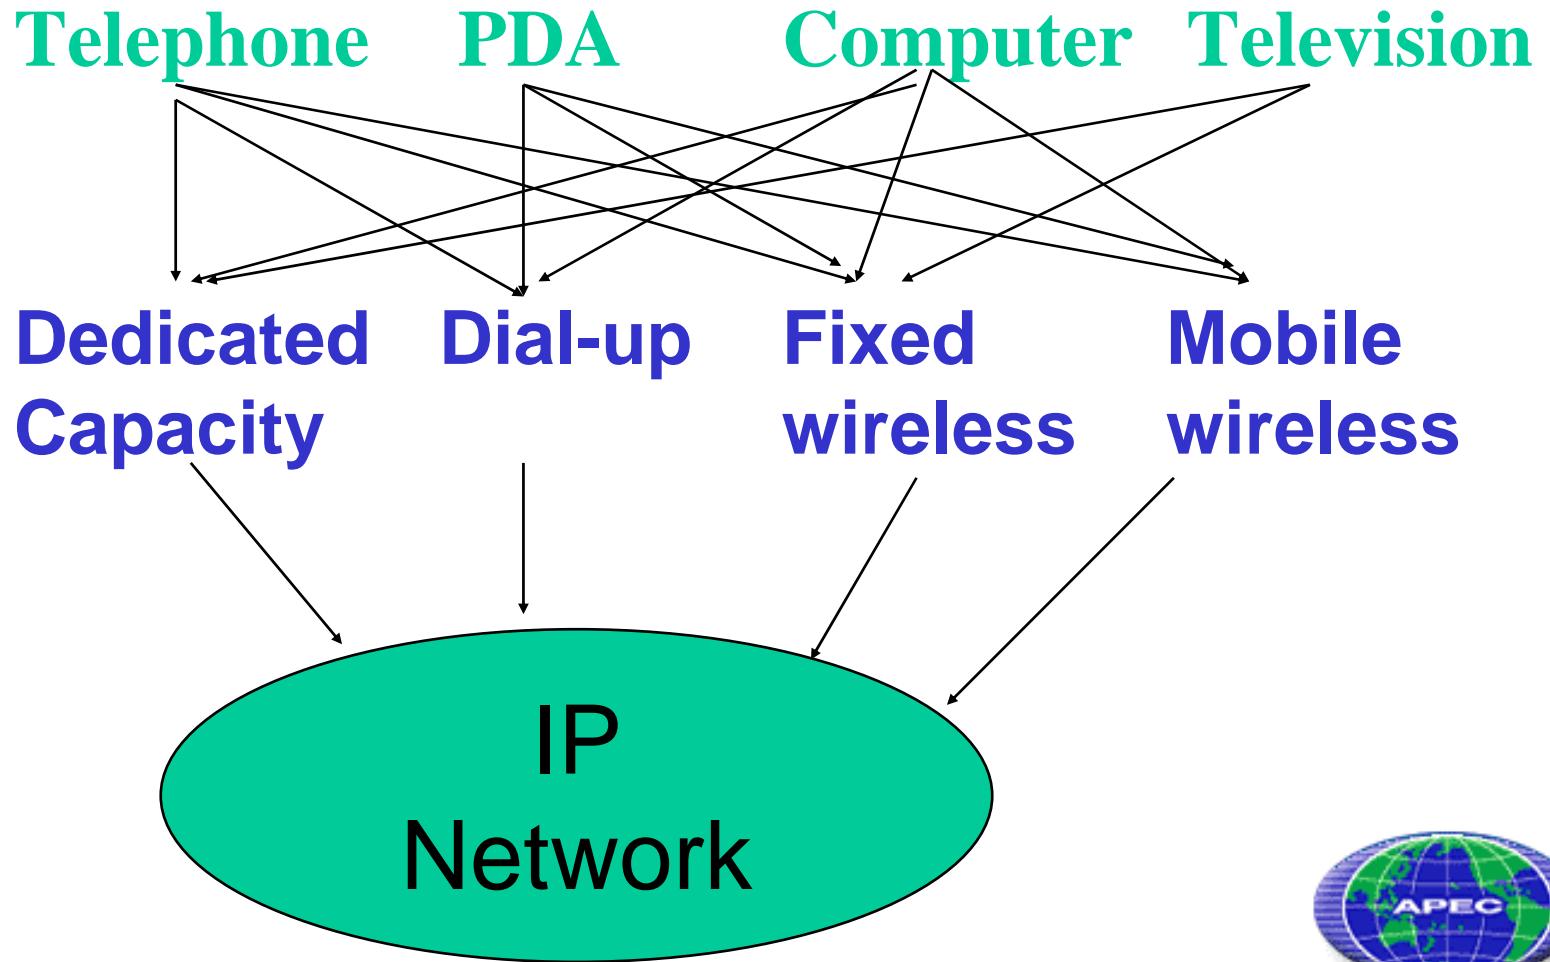 Telephone PDA Computer Television
Dedicated Capacity
Dial-up
Fixed wireless
Mobile wireless
IP
Network
APEC